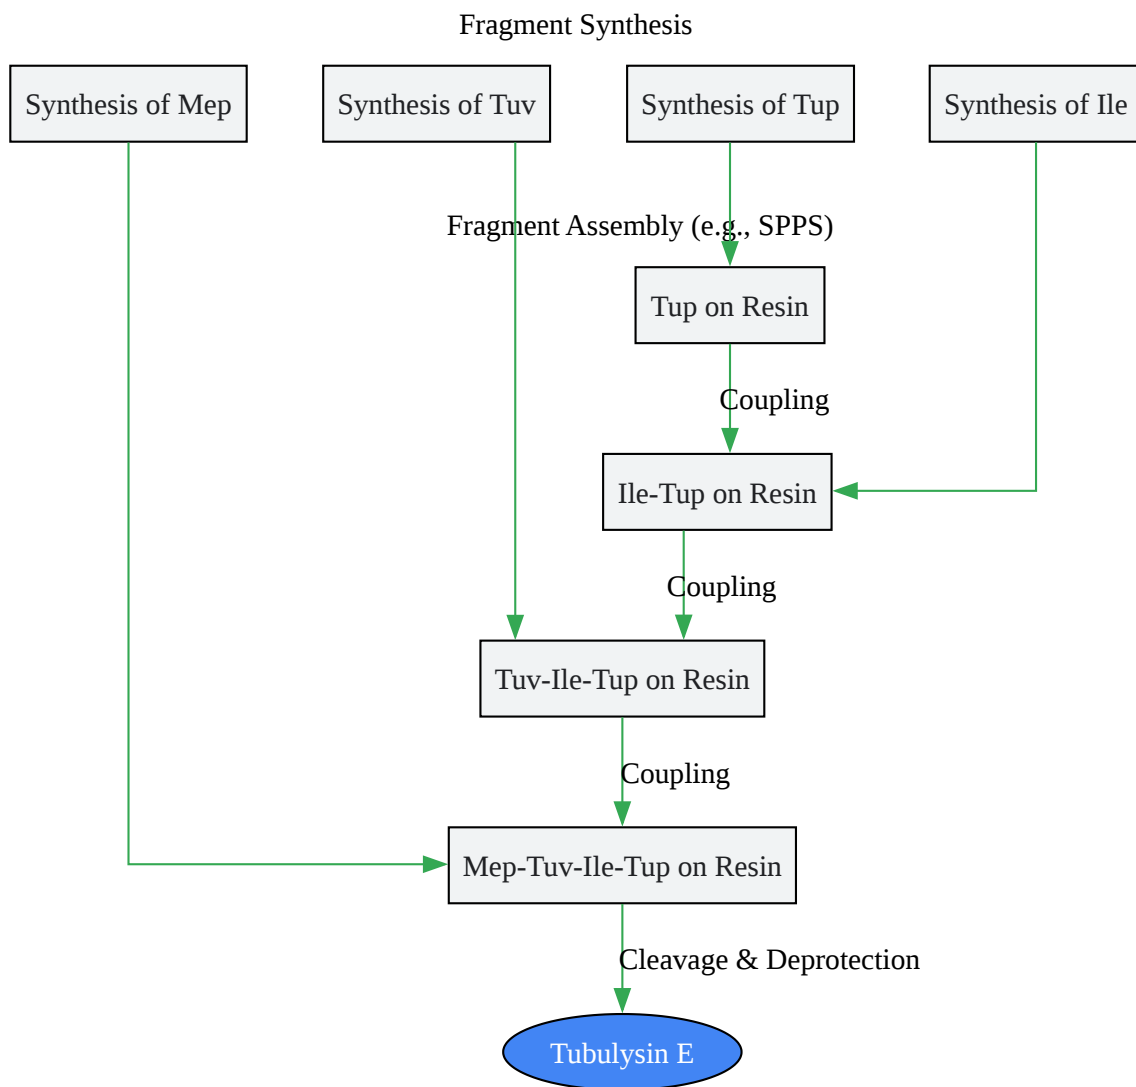 Fragment Synthesis
Synthesis of Mep
Synthesis of Tuv
Synthesis of Tup
Synthesis of Ile
Fragment Assembly (e.g., SPPS)
Tup on Resin
Coupling
Ile-Tup on Resin
Coupling
Tuv-Ile-Tup on Resin
Coupling
Mep-Tuv-Ile-Tup on Resin
Cleavage & Deprotection
Tubulysin E